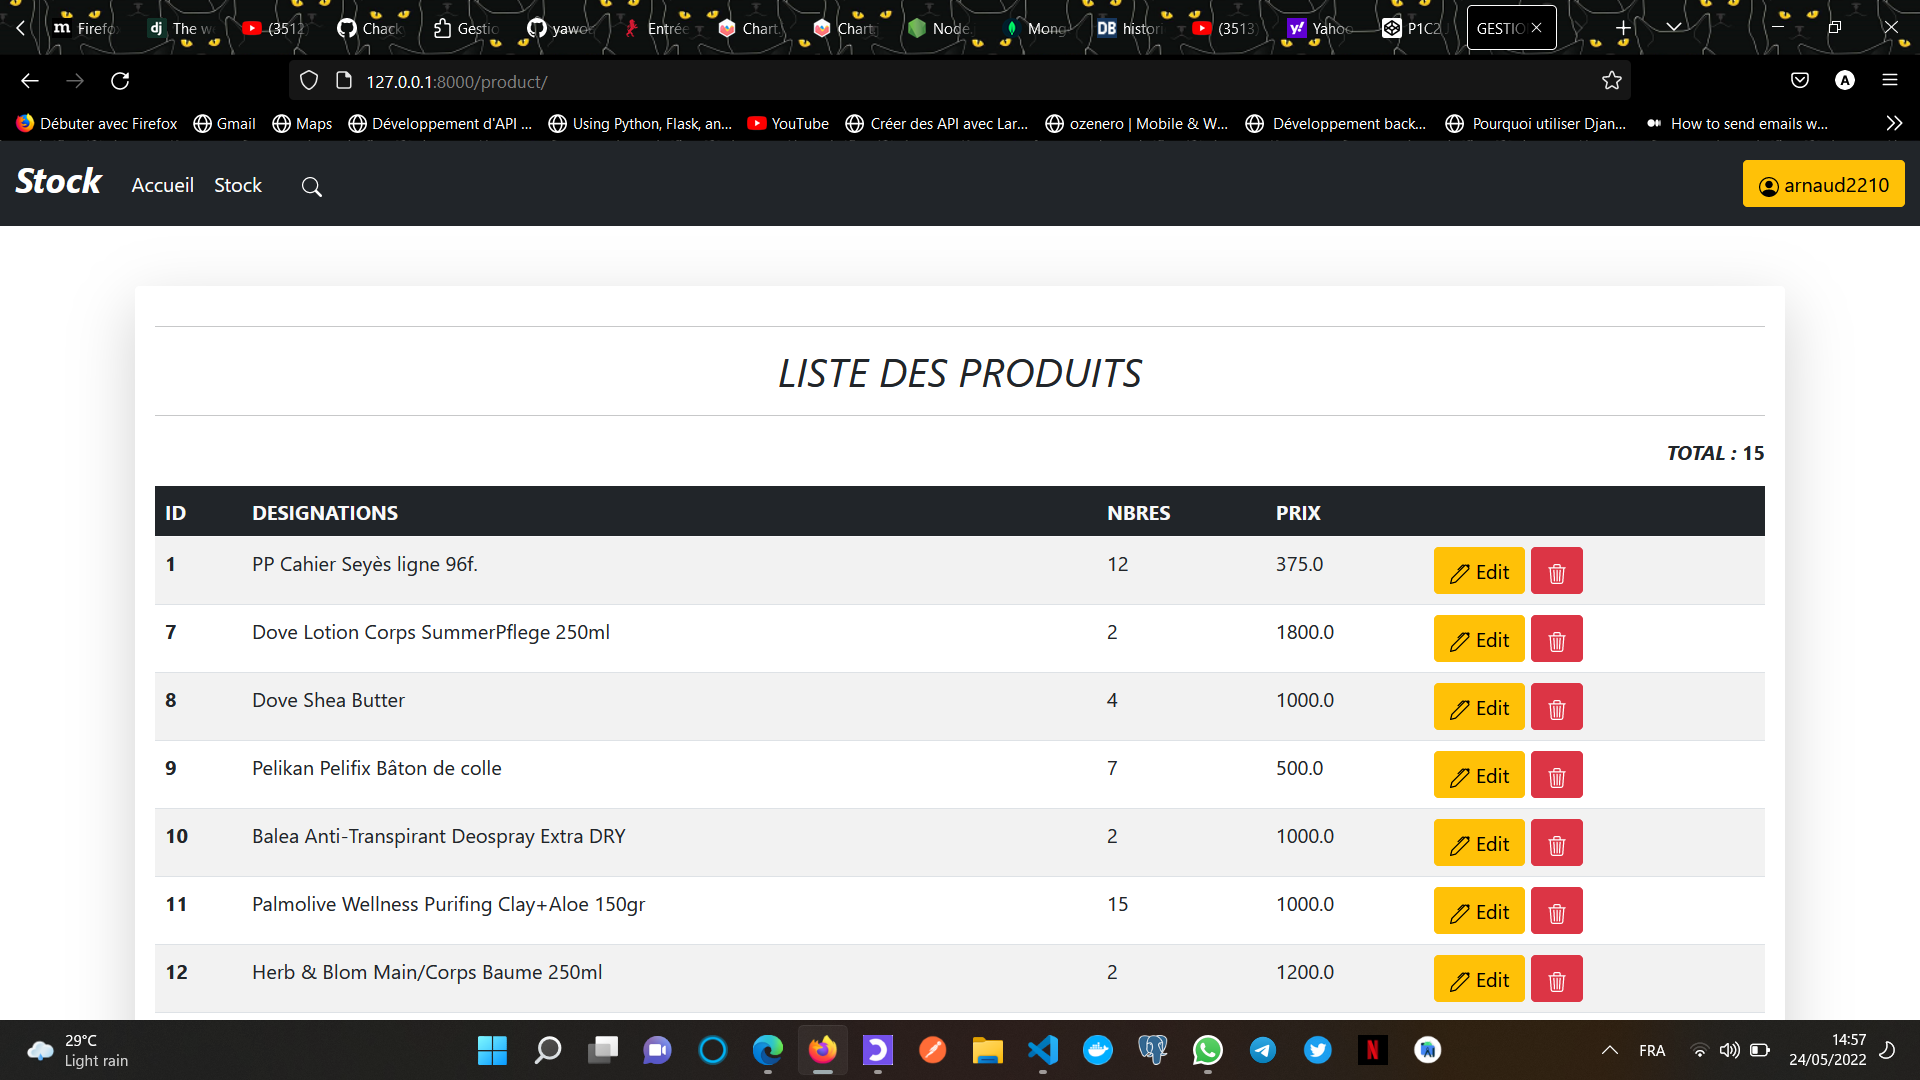 Firefo
The w
(3512
Chack
Gestio
yawo
Entrée
Chart.
Chart
Node.
Mong
DB histori
(3513)
Yahoo
P1C2
GESTIO
127.0.0.1:8000/product/
Débuter avec Firefox
Gmail
Maps
Développement d'API ...
Using Python, Flask, an...
YouTube
Créer des API avec Lar...
ozenero | Mobile & W...
Développement back...
Pourquoi utiliser Djan...
How to send emails w...
Stock Accueil Stock arnaud2210
LISTE DES PRODUITS
TOTAL : 15
ID DESIGNATIONS NBRES PRIX
1 PP Cahier Seyès ligne 96f. 12 375.0 Edit
7 Dove Lotion Corps SummerPflege 250ml 2 1800.0 Edit
8 Dove Shea Butter 4 1000.0 Edit
9 Pelikan Pelifix Bâton de colle 7 500.0 Edit
10 Balea Anti-Transpirant Deospray Extra DRY 2 1000.0 Edit
11 Palmolive Wellness Purifing Clay+Aloe 150gr 15 1000.0 Edit
12 Herb & Blom Main/Corps Baume 250ml 2 1200.0 Edit
29°C
Light rain
FRA
14:57
24/05/2022